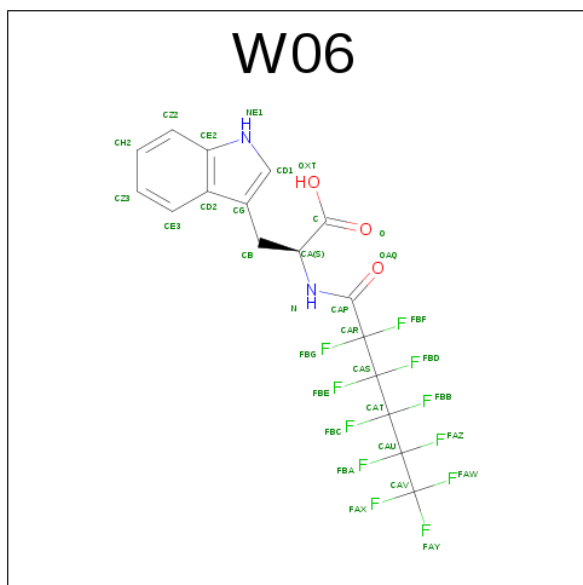 W06
CZ2
NE1
H
N
CH2
CE2
CD1
OXT
HO
CZ3
CD2
CG
C
O
O
CE3
CB
CA(S)
OAQ
O
N
H
N
CAP
CAR
F
FBF
FBG
F
CAS
F
FBD
FBE
F
CAT
F
FBB
FBC
F
CAU
F
FAZ
FBA
F
CAV
F
FAW
FAX
F
F
FAY